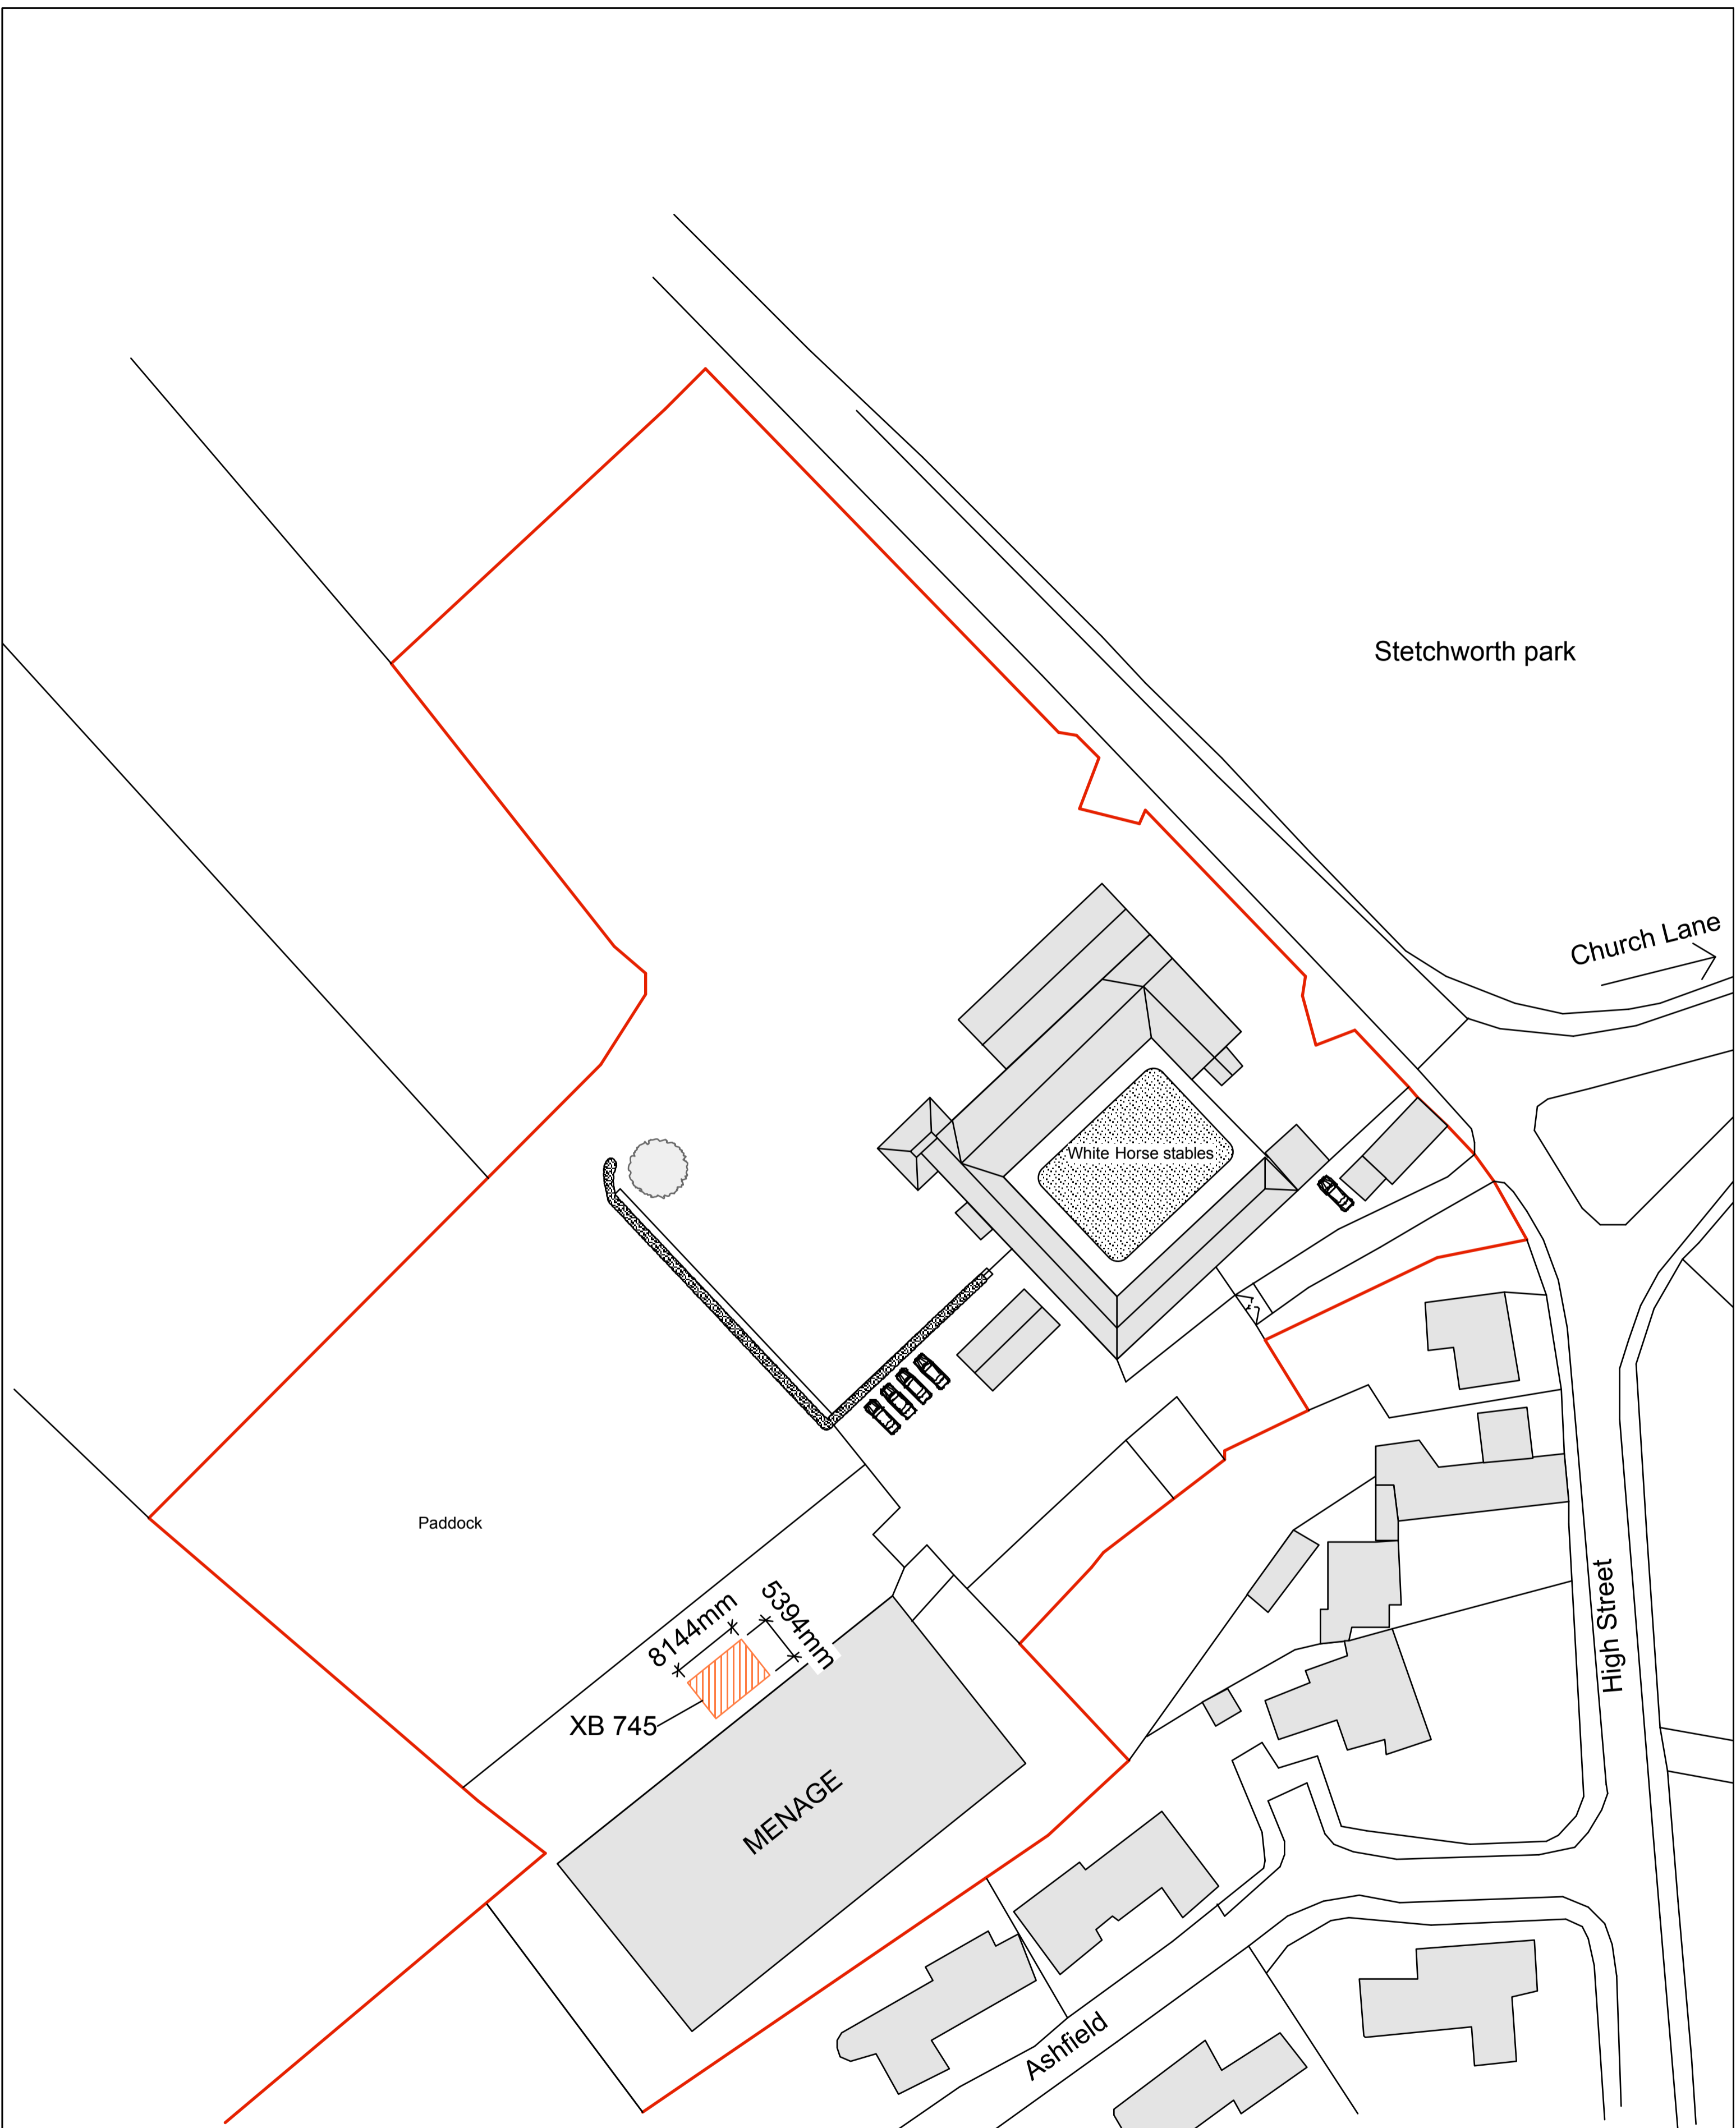 Stetchworth park
Church Lane
White Horse stables
Paddock
8144mm
5394mm
XB 745
High Street
MENAGE
Ashfield